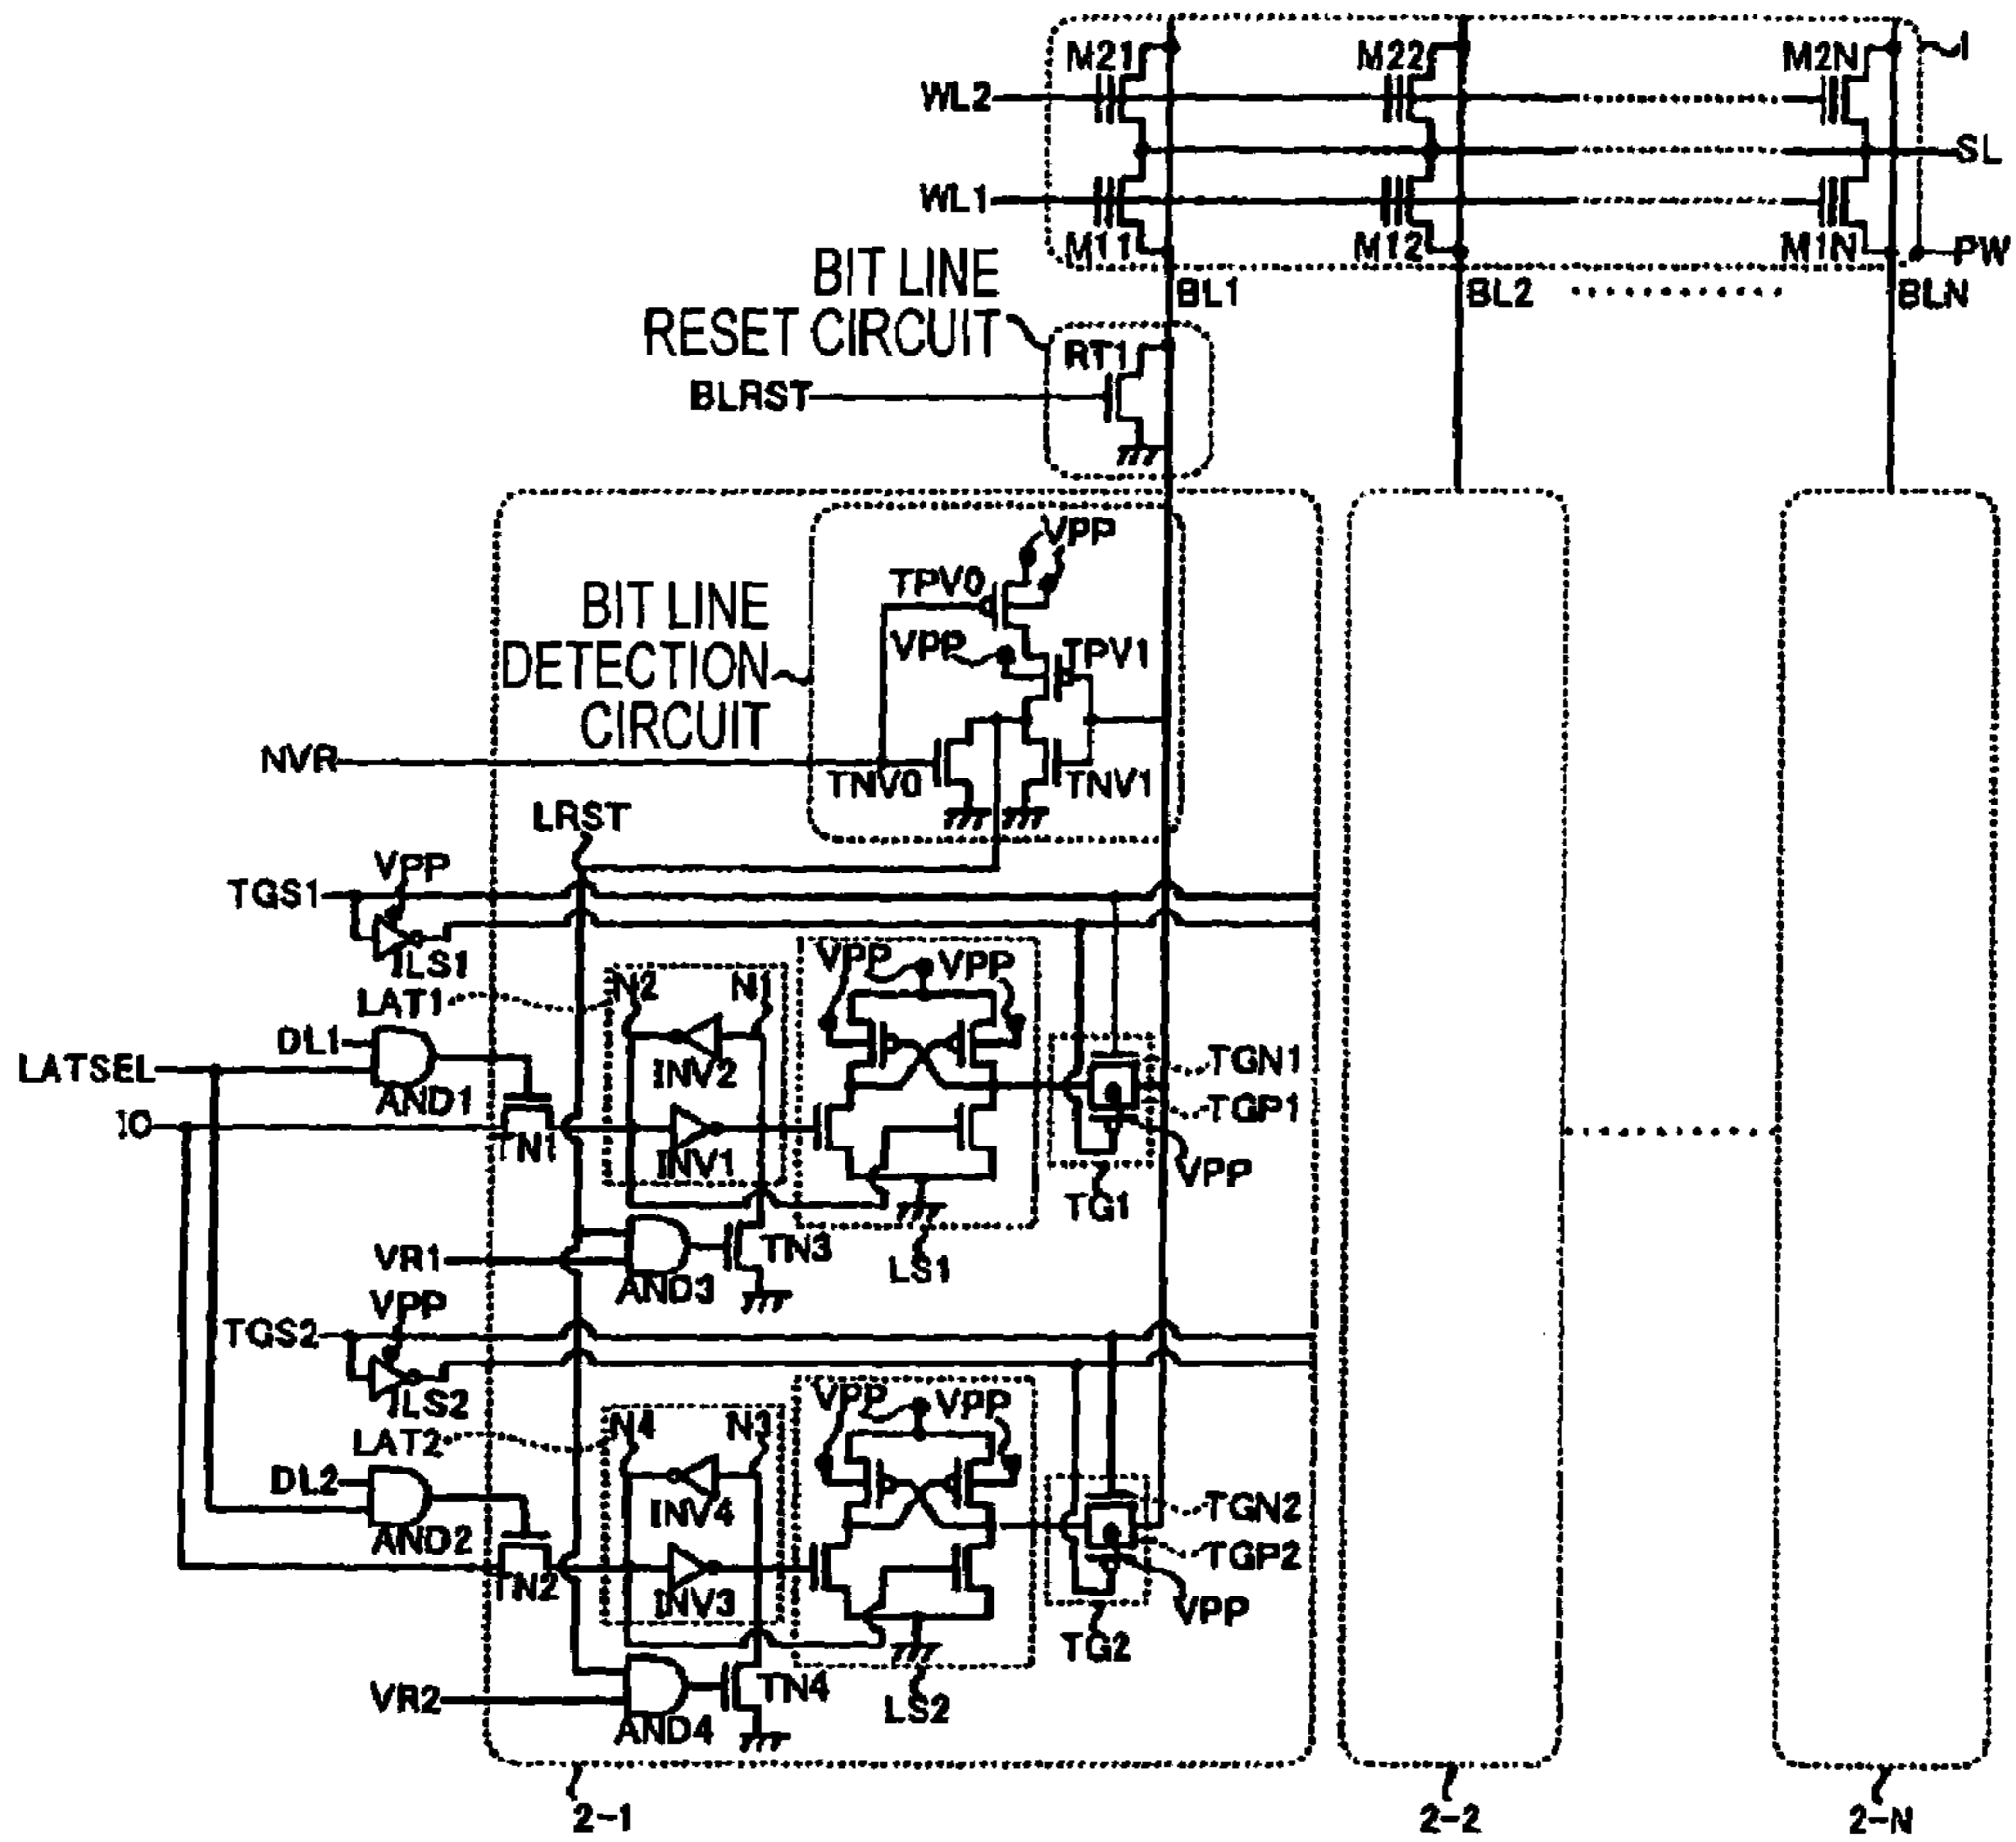 M21 M22 M2N 1
WL2
SL
WL1
M11 M12 M1N PW
BL1 BL2 BLN
BIT LINE
RESET CIRCUIT
RT1
BLRST
VPP
TPV0
BIT LINE
DETECTION
CIRCUIT
VPP TPV1
NVR
TNV0 TNV1
LRST
VPP
TGS1
ILS1
VPP VPP
LAT1 N2 N1
DL1
LATSEL
INV2
TGN1
AND1
TGP1
IO
TN1
INV1
VPP
TG1
VR1
TN3
LS1
AND3
VPP
TGS2
ILS2
VPP VPP
LAT2 N4 N3
DL2
INV4
TGN2
AND2
TGP2
TN2
INV3
VPP
TG2
VR2
TN4
LS2
AND4
2-1 2-2 2-N